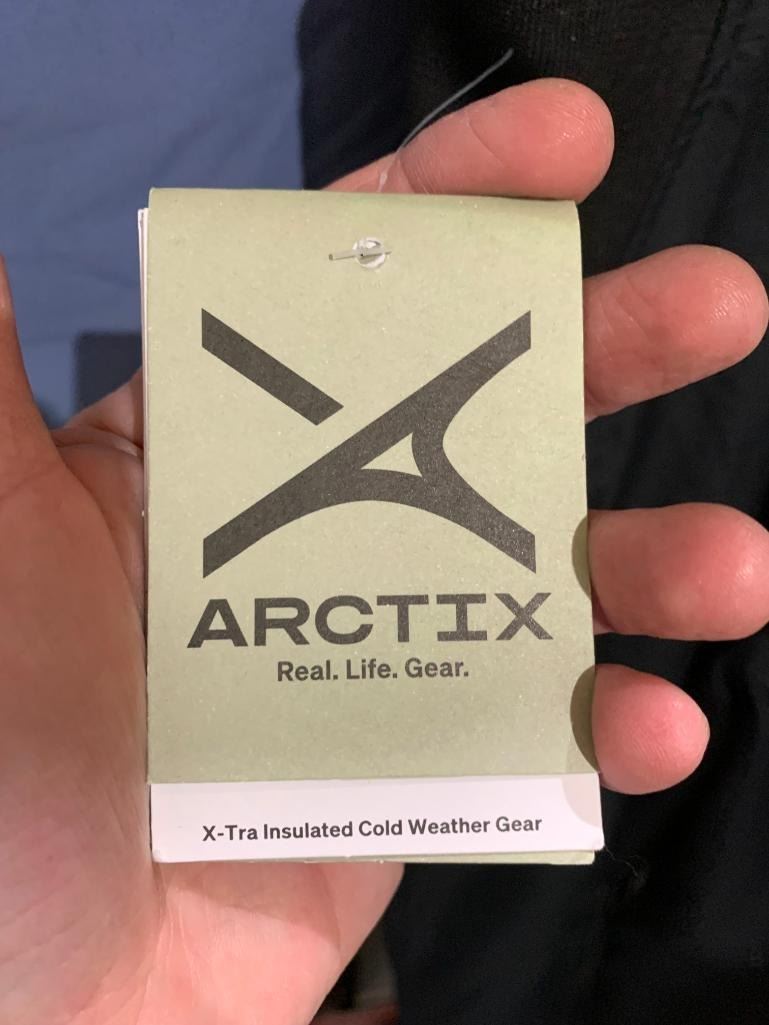 ARCTIX
Real. Life. Gear.
X-Tra Insulated Cold Weather Gear